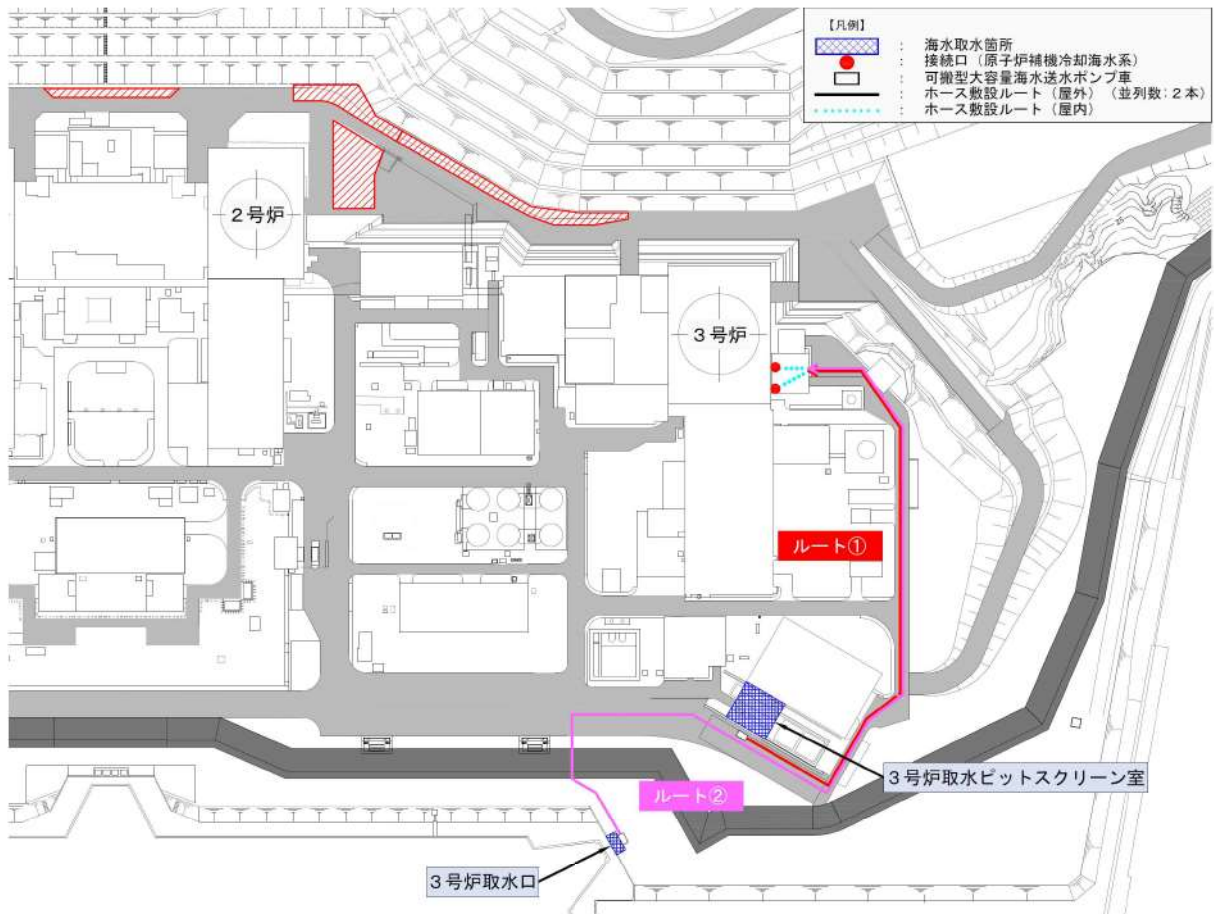 【凡例】
： 海水取水箇所
： 接続口（原子炉補機冷却海水系）
： 可搬型大容量海水送水ポンプ車
： ホース敷設ルート（屋外）（並列数：２本）
： ホース敷設ルート（屋内）
２号炉
３号炉
ルート①
３号炉取水ピットスクリーン室
ルート②
３号炉取水口